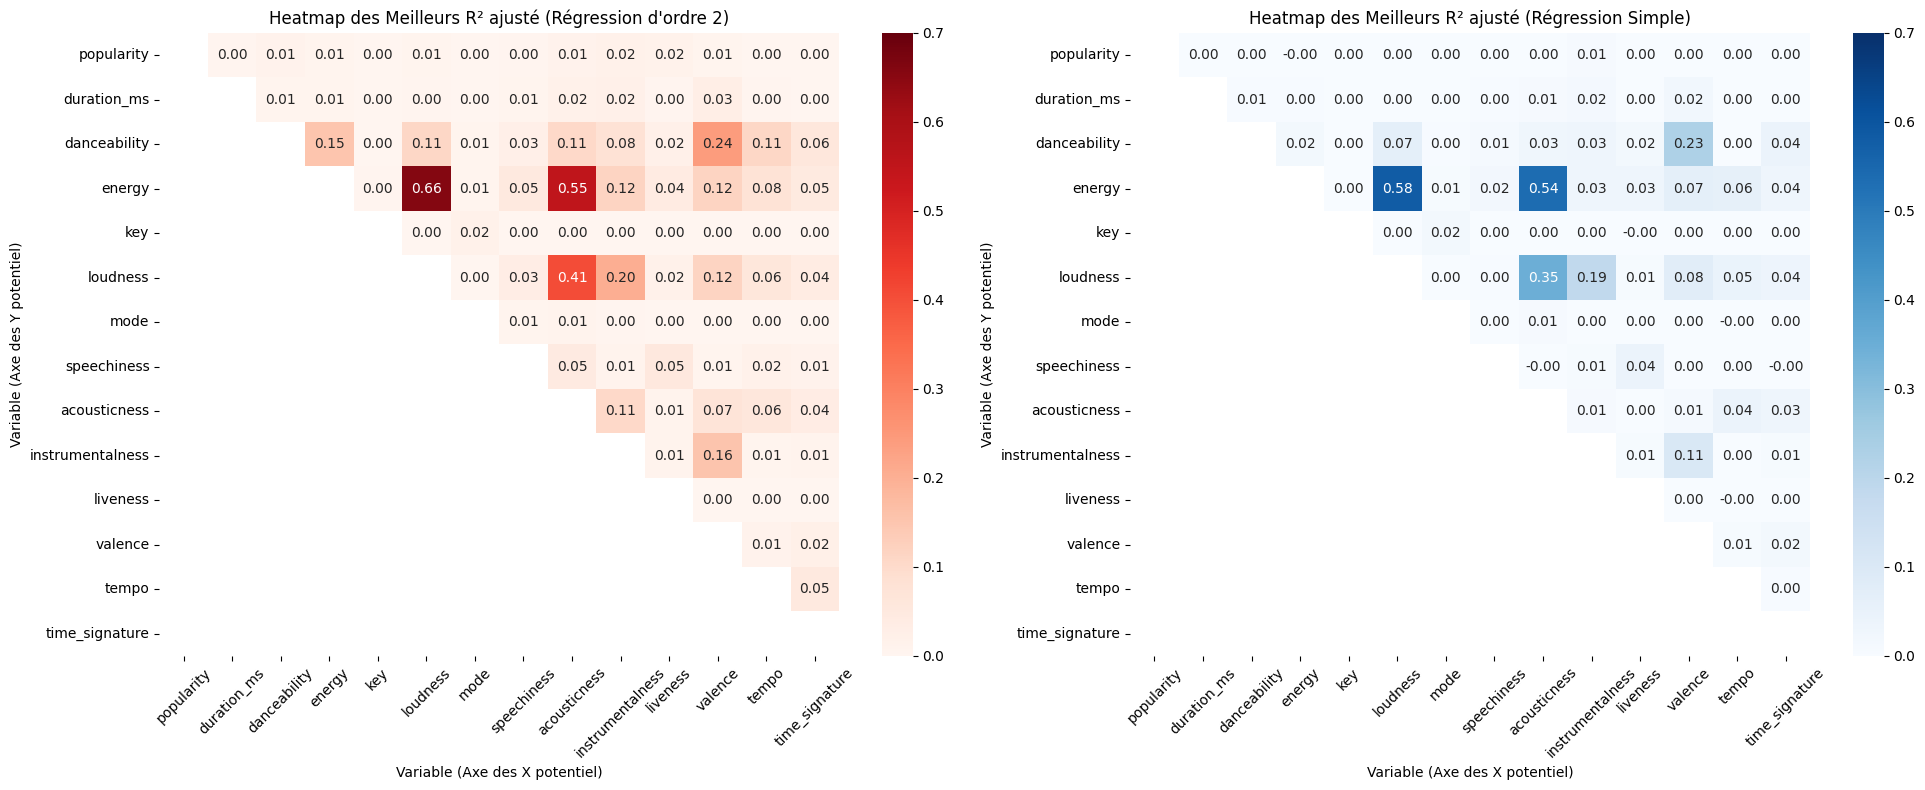 Heatmap des Meilleurs R² ajusté (Régression d'ordre 2)
popularity 0.00 0.01 0.01 0.00 0.01 0.00 0.00 0.01 0.02 0.02 0.01 0.00 0.00
duration_ms 0.01 0.01 0.00 0.00 0.00 0.01 0.02 0.02 0.00 0.03 0.00 0.00
danceability 0.15 0.00 0.11 0.01 0.03 0.11 0.08 0.02 0.24 0.11 0.06
energy 0.00 0.66 0.01 0.05 0.55 0.12 0.04 0.12 0.08 0.05
key 0.00 0.02 0.00 0.00 0.00 0.00 0.00 0.00 0.00
loudness 0.00 0.03 0.41 0.20 0.02 0.12 0.06 0.04
mode 0.01 0.01 0.00 0.00 0.00 0.00 0.00
speechiness 0.05 0.01 0.05 0.01 0.02 0.01
acousticness 0.11 0.01 0.07 0.06 0.04
instrumentalness 0.01 0.16 0.01 0.01
liveness 0.00 0.00 0.00
valence 0.01 0.02
tempo 0.05
time_signature
popularity duration_ms danceability energy key loudness mode speechiness acousticness instrumentalness liveness valence tempo time_signature
Variable (Axe des X potentiel)
Variable (Axe des Y potentiel)
0.7
0.6
0.5
0.4
0.3
0.2
0.1
0.0
Heatmap des Meilleurs R² ajusté (Régression Simple)
popularity 0.00 0.00 -0.00 0.00 0.00 0.00 0.00 0.00 0.01 0.00 0.00 0.00 0.00
duration_ms 0.01 0.00 0.00 0.00 0.00 0.00 0.01 0.02 0.00 0.02 0.00 0.00
danceability 0.02 0.00 0.07 0.00 0.01 0.03 0.03 0.02 0.23 0.00 0.04
energy 0.00 0.58 0.01 0.02 0.54 0.03 0.03 0.07 0.06 0.04
key 0.00 0.02 0.00 0.00 0.00 -0.00 0.00 0.00 0.00
loudness 0.00 0.00 0.35 0.19 0.01 0.08 0.05 0.04
mode 0.00 0.01 0.00 0.00 0.00 -0.00 0.00
speechiness -0.00 0.01 0.04 0.00 0.00 -0.00
acousticness 0.01 0.00 0.01 0.04 0.03
instrumentalness 0.01 0.11 0.00 0.01
liveness 0.00 -0.00 0.00
valence 0.01 0.02
tempo 0.00
time_signature
popularity duration_ms danceability energy key loudness mode speechiness acousticness instrumentalness liveness valence tempo time_signature
Variable (Axe des X potentiel)
Variable (Axe des Y potentiel)
0.7
0.6
0.5
0.4
0.3
0.2
0.1
0.0